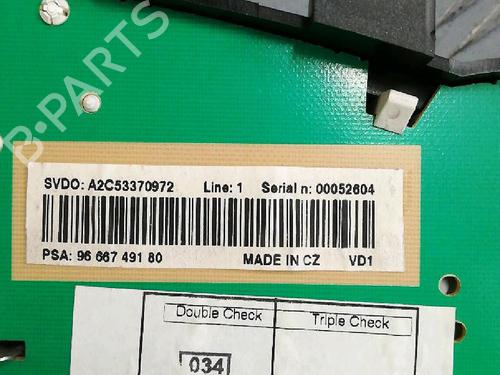 B-PARTS
SVDO: A2C53370972 Line: 1 Serial n: 00052604
PSA: 96 667 491 80 MADE IN CZ VD1
Double Check Triple Check
034